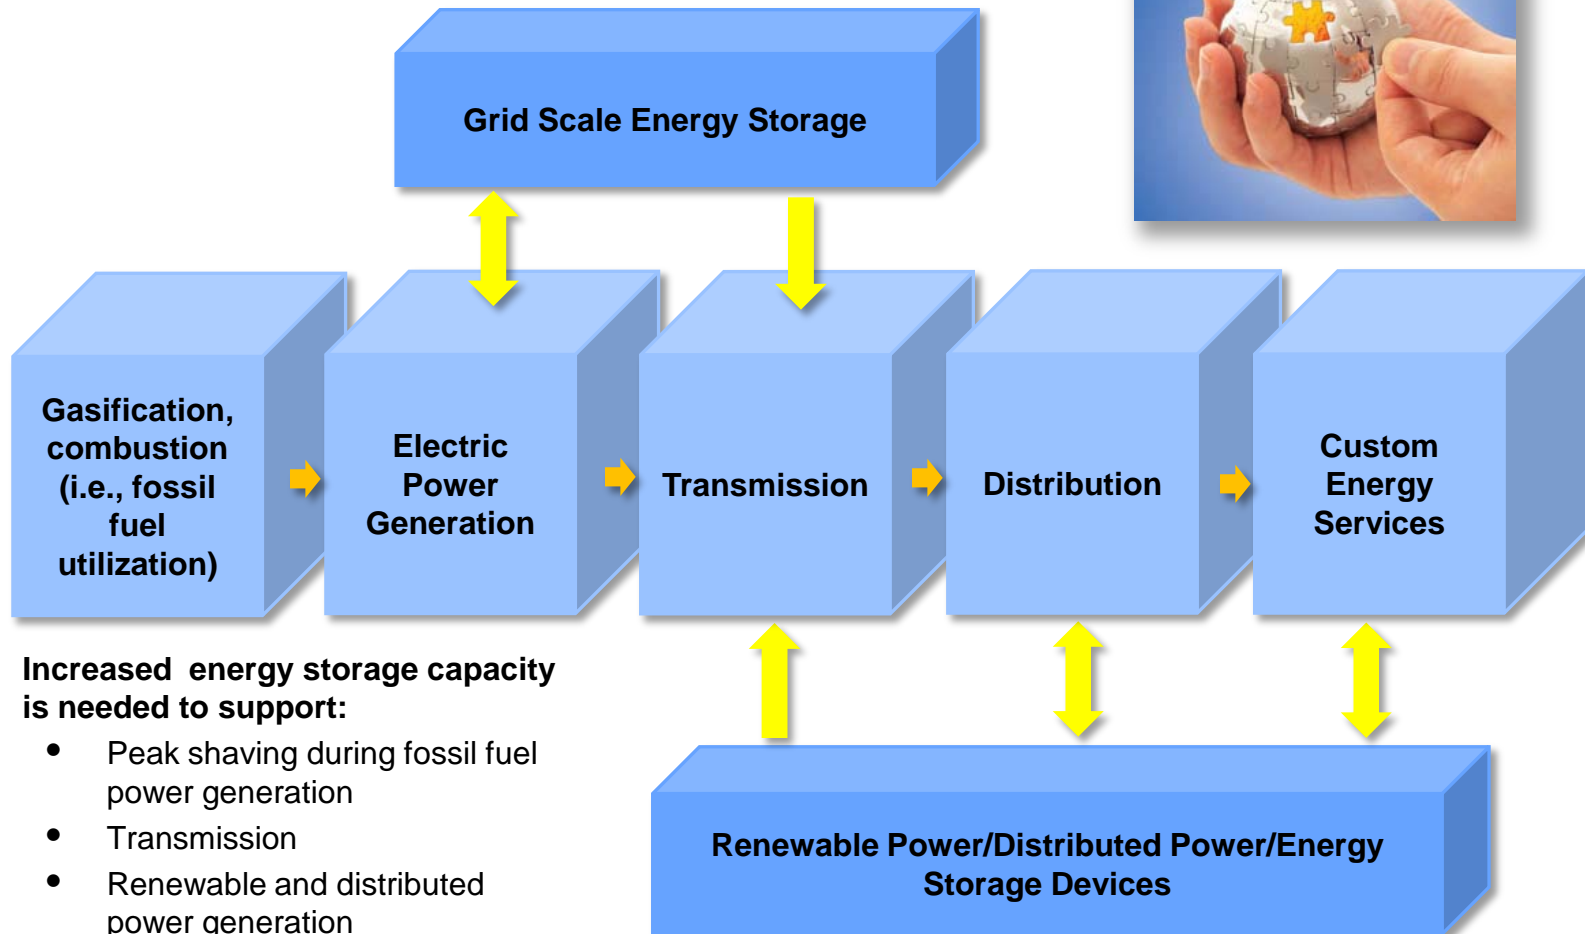 Grid Scale Energy Storage
Gasification,
combustion
(i.e., fossil
fuel
utilization)
Electric
Power
Generation
Transmission
Distribution
Custom
Energy
Services
Increased energy storage capacity
is needed to support:
• Peak shaving during fossil fuel
power generation
• Transmission
• Renewable and distributed
power generation
Renewable Power/Distributed Power/Energy
Storage Devices